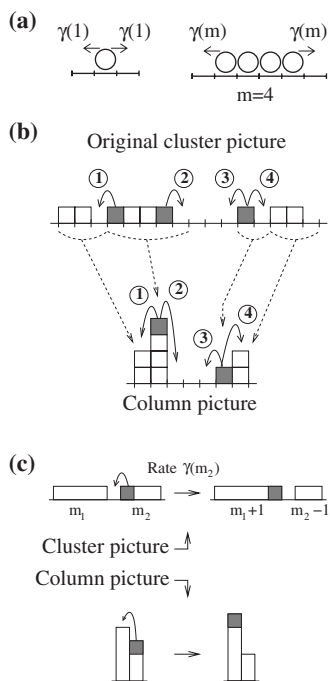 (a)
γ(1) γ(1) γ(m) γ(m)
m=4
(b)
Original cluster picture
1 2 3 4
1 2 3 4
Column picture
(c)
Rate γ(m₂)
m₁ m₂ m₁+1 m₂−1
Cluster picture
Column picture